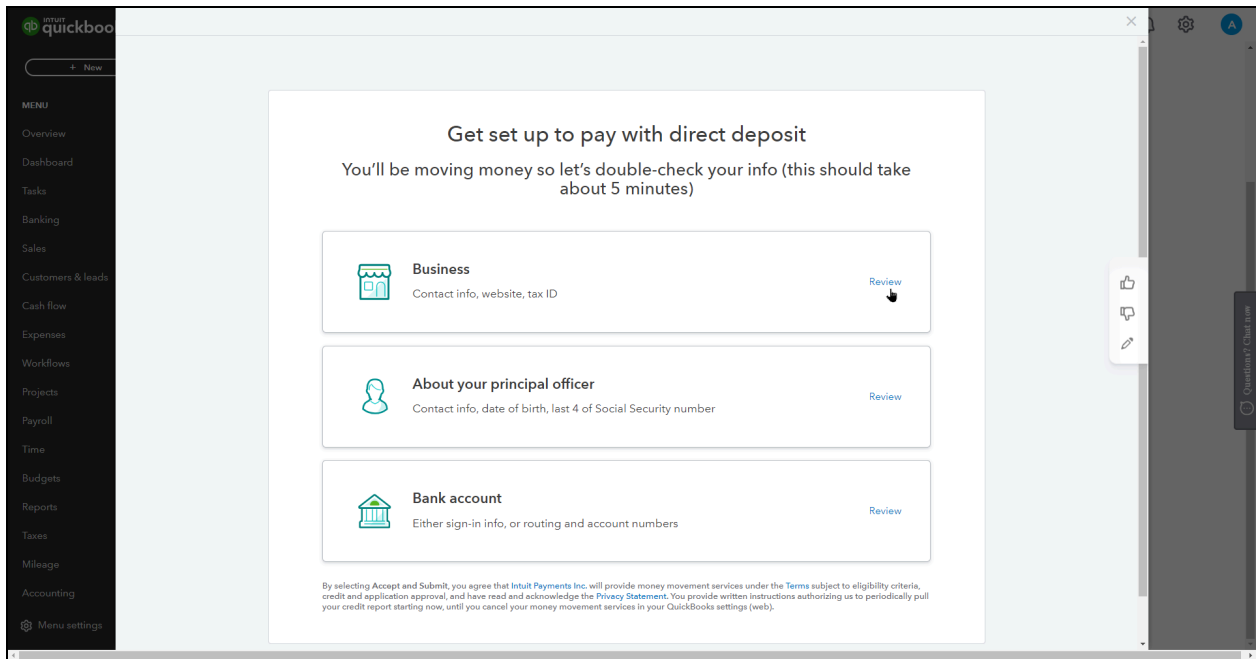 INTUIT
qb quickboo
+ New
MENU
Overview
Dashboard
Tasks
Banking
Sales
Customers & leads
Cash flow
Expenses
Workflows
Projects
Payroll
Time
Budgets
Reports
Taxes
Mileage
Accounting
Menu settings
A
Get set up to pay with direct deposit
You’ll be moving money so let’s double-check your info (this should take
about 5 minutes)
Business
Contact info, website, tax ID
Review
About your principal officer
Contact info, date of birth, last 4 of Social Security number
Review
Bank account
Either sign-in info, or routing and account numbers
Review
By selecting Accept and Submit, you agree that Intuit Payments Inc. will provide money movement services under the Terms subject to eligibility criteria,
credit and application approval, and have read and acknowledge the Privacy Statement. You provide written instructions authorizing us to periodically pull
your credit report starting now, until you cancel your money movement services in your QuickBooks settings (web).
Questions? Chat now